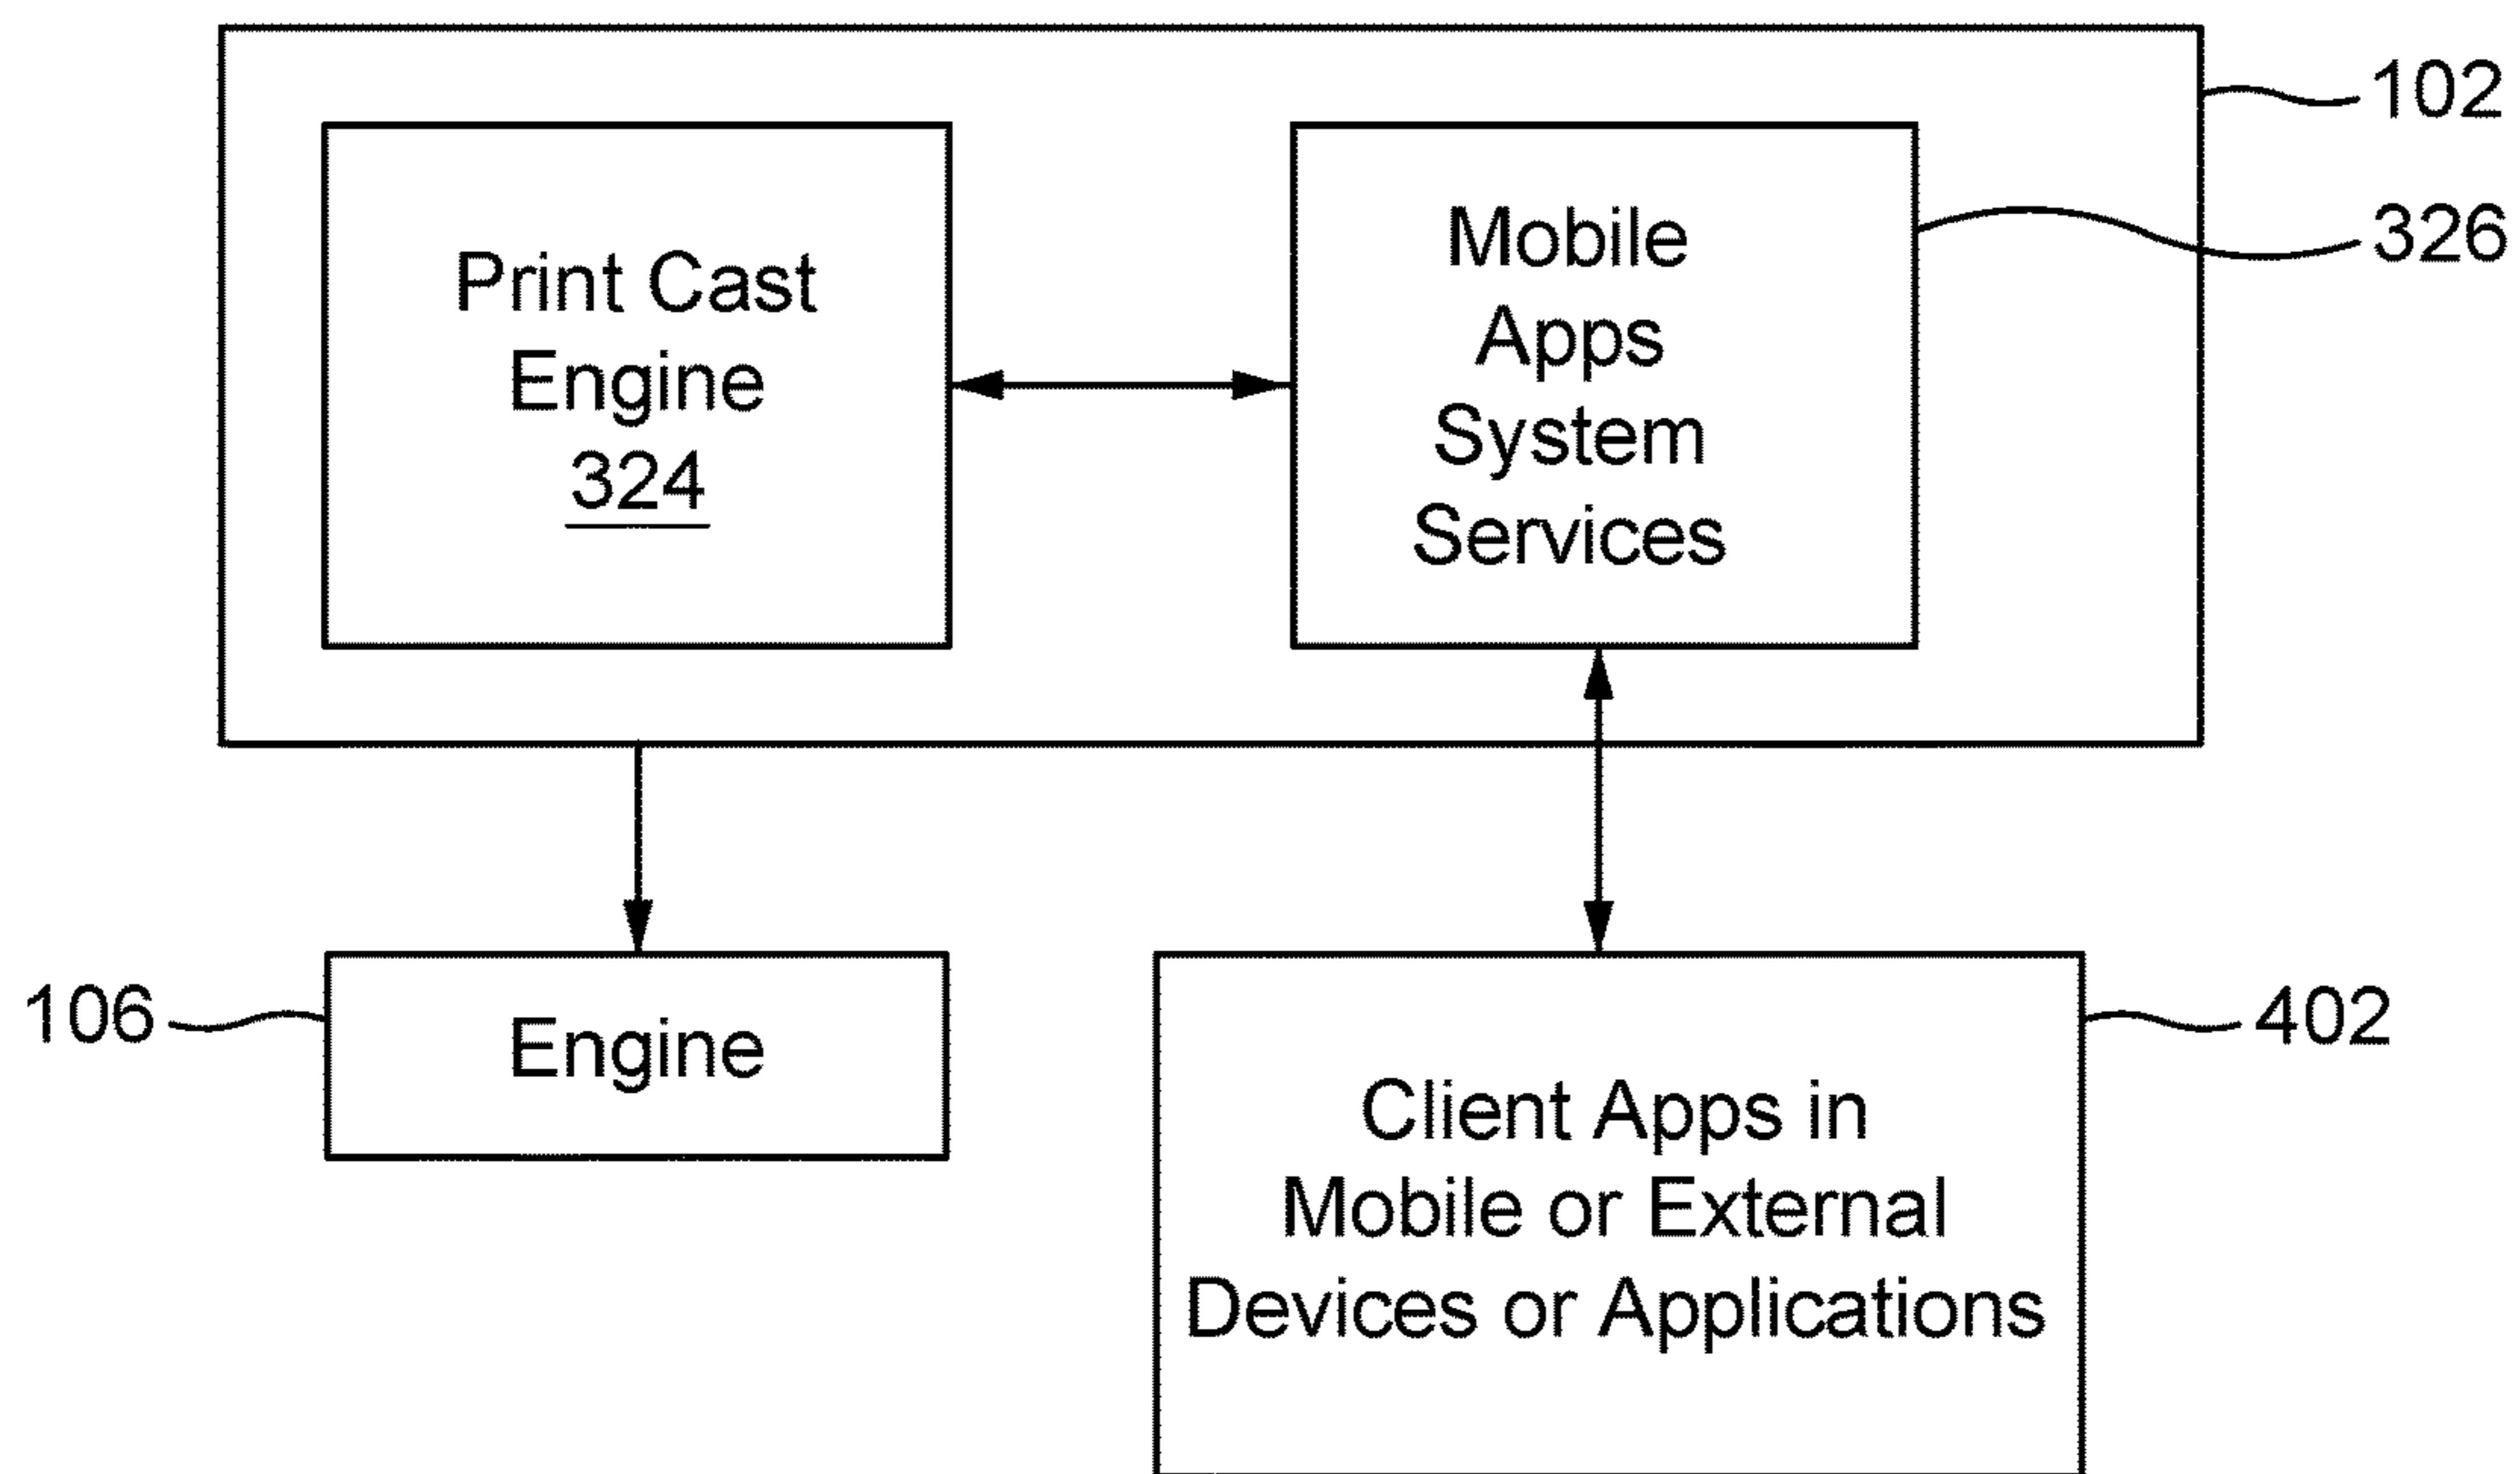 102
Print Cast
Engine
324
Mobile
Apps
System
Services
326
106
Engine
Client Apps in
Mobile or External
Devices or Applications
402